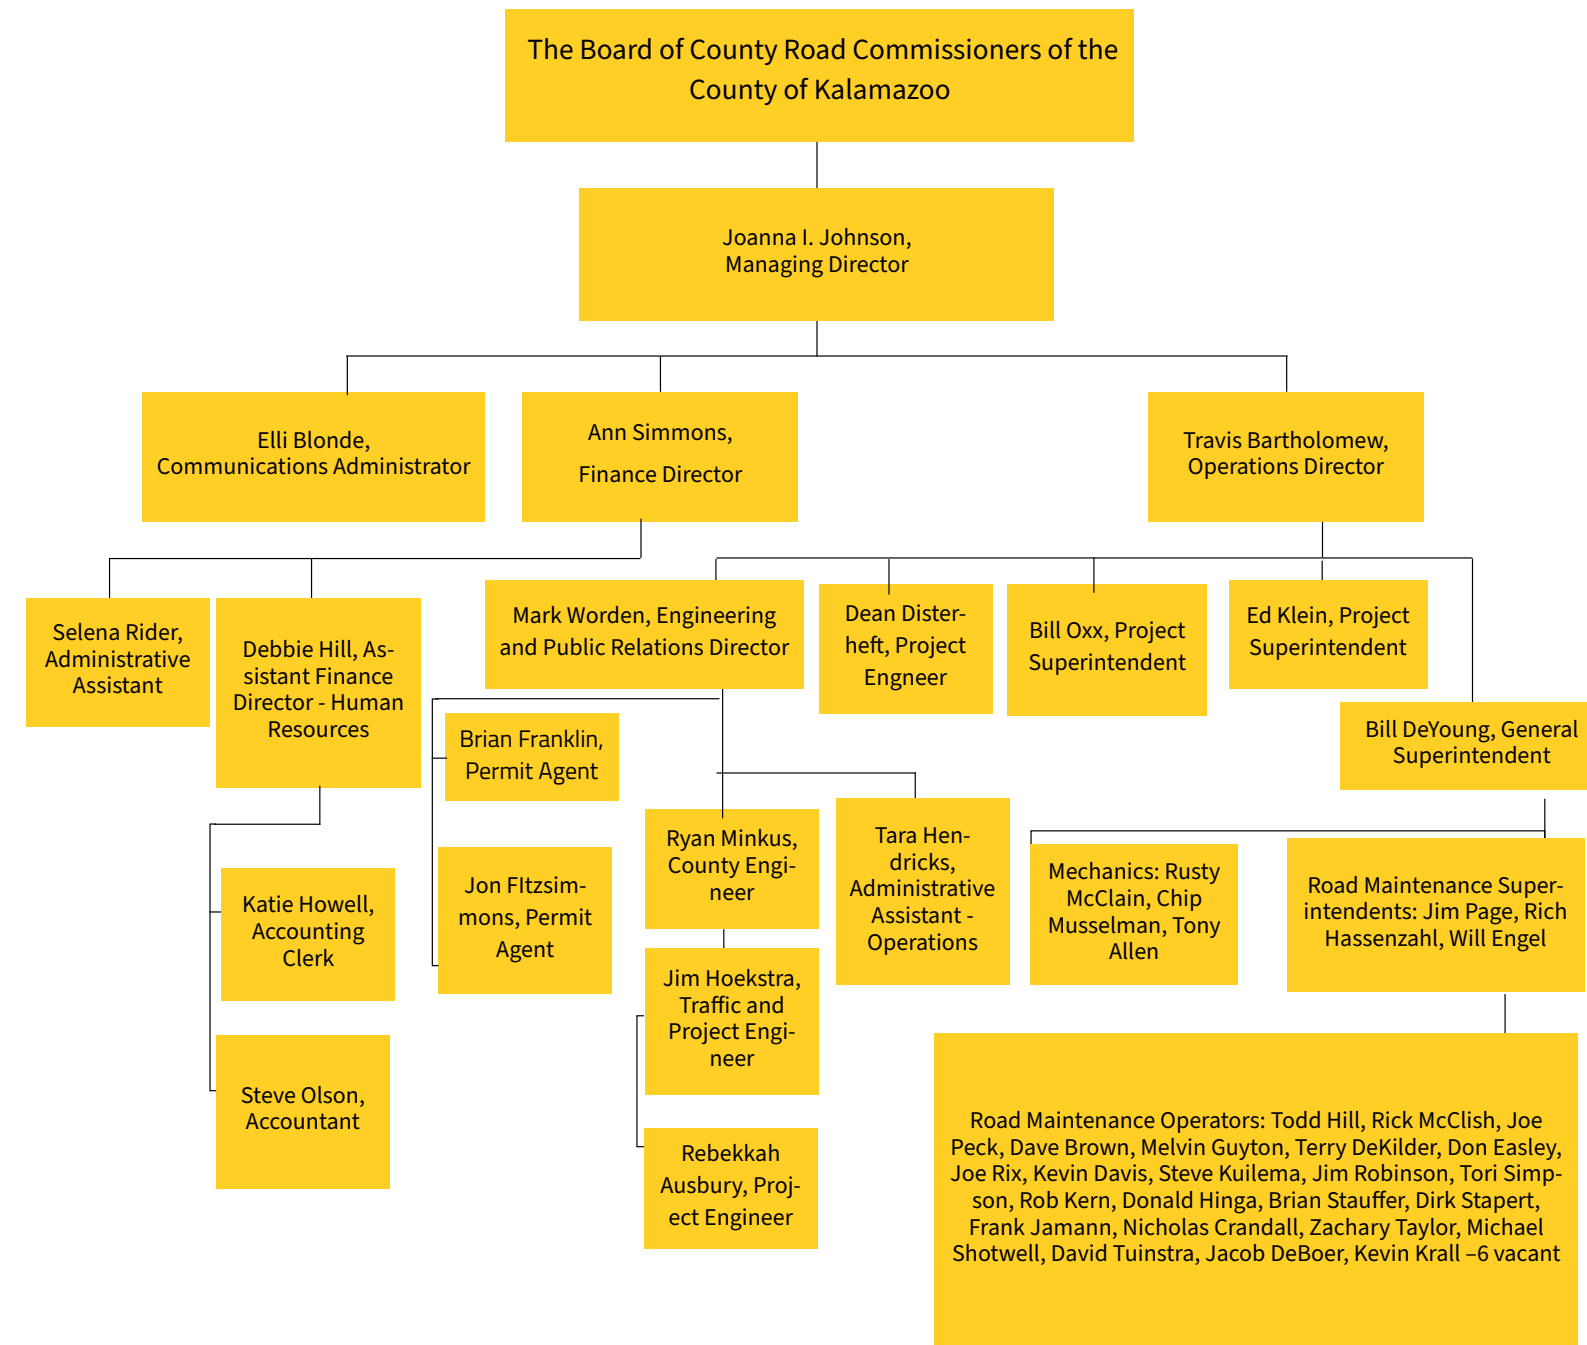 The Board of County Road Commissioners of the
County of Kalamazoo
Joanna I. Johnson,
Managing Director
Elli Blonde,
Communications Administrator
Ann Simmons,
Finance Director
Travis Bartholomew,
Operations Director
Selena Rider,
Administrative
Assistant
Debbie Hill, As-
sistant Finance
Director - Human
Resources
Mark Worden, Engineering
and Public Relations Director
Dean Dister-
heft, Project
Engneer
Bill Oxx, Project
Superintendent
Ed Klein, Project
Superintendent
Bill DeYoung, General
Superintendent
Brian Franklin,
Permit Agent
Jon FItzsim-
mons, Permit
Agent
Ryan Minkus,
County Engi-
neer
Tara Hen-
dricks,
Administrative
Assistant -
Operations
Mechanics: Rusty
McClain, Chip
Musselman, Tony
Allen
Road Maintenance Super-
intendents: Jim Page, Rich
Hassenzahl, Will Engel
Katie Howell,
Accounting
Clerk
Jim Hoekstra,
Traffic and
Project Engi-
neer
Steve Olson,
Accountant
Rebekkah
Ausbury, Proj-
ect Engineer
Road Maintenance Operators: Todd Hill, Rick McClish, Joe
Peck, Dave Brown, Melvin Guyton, Terry DeKilder, Don Easley,
Joe Rix, Kevin Davis, Steve Kuilema, Jim Robinson, Tori Simp-
son, Rob Kern, Donald Hinga, Brian Stauffer, Dirk Stapert,
Frank Jamann, Nicholas Crandall, Zachary Taylor, Michael
Shotwell, David Tuinstra, Jacob DeBoer, Kevin Krall –6 vacant